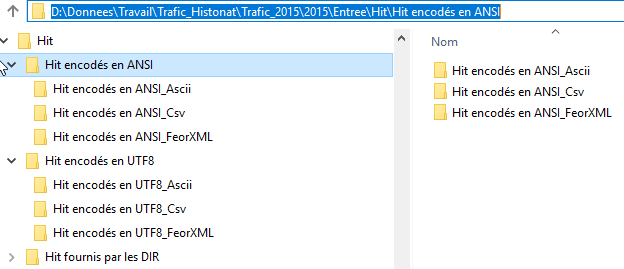 D:\Donnees\Travail\Trafic_Histonat\Trafic_2015\2015\Entree\Hit\Hit encodés en ANSI
Hit
Hit encodés en ANSI
Hit encodés en ANSI_Ascii
Hit encodés en ANSI_Csv
Hit encodés en ANSI_FeorXML
Hit encodés en UTF8
Hit encodés en UTF8_Ascii
Hit encodés en UTF8_Csv
Hit encodés en UTF8_FeorXML
Hit fournis par les DIR
Nom
Hit encodés en ANSI_Ascii
Hit encodés en ANSI_Csv
Hit encodés en ANSI_FeorXML